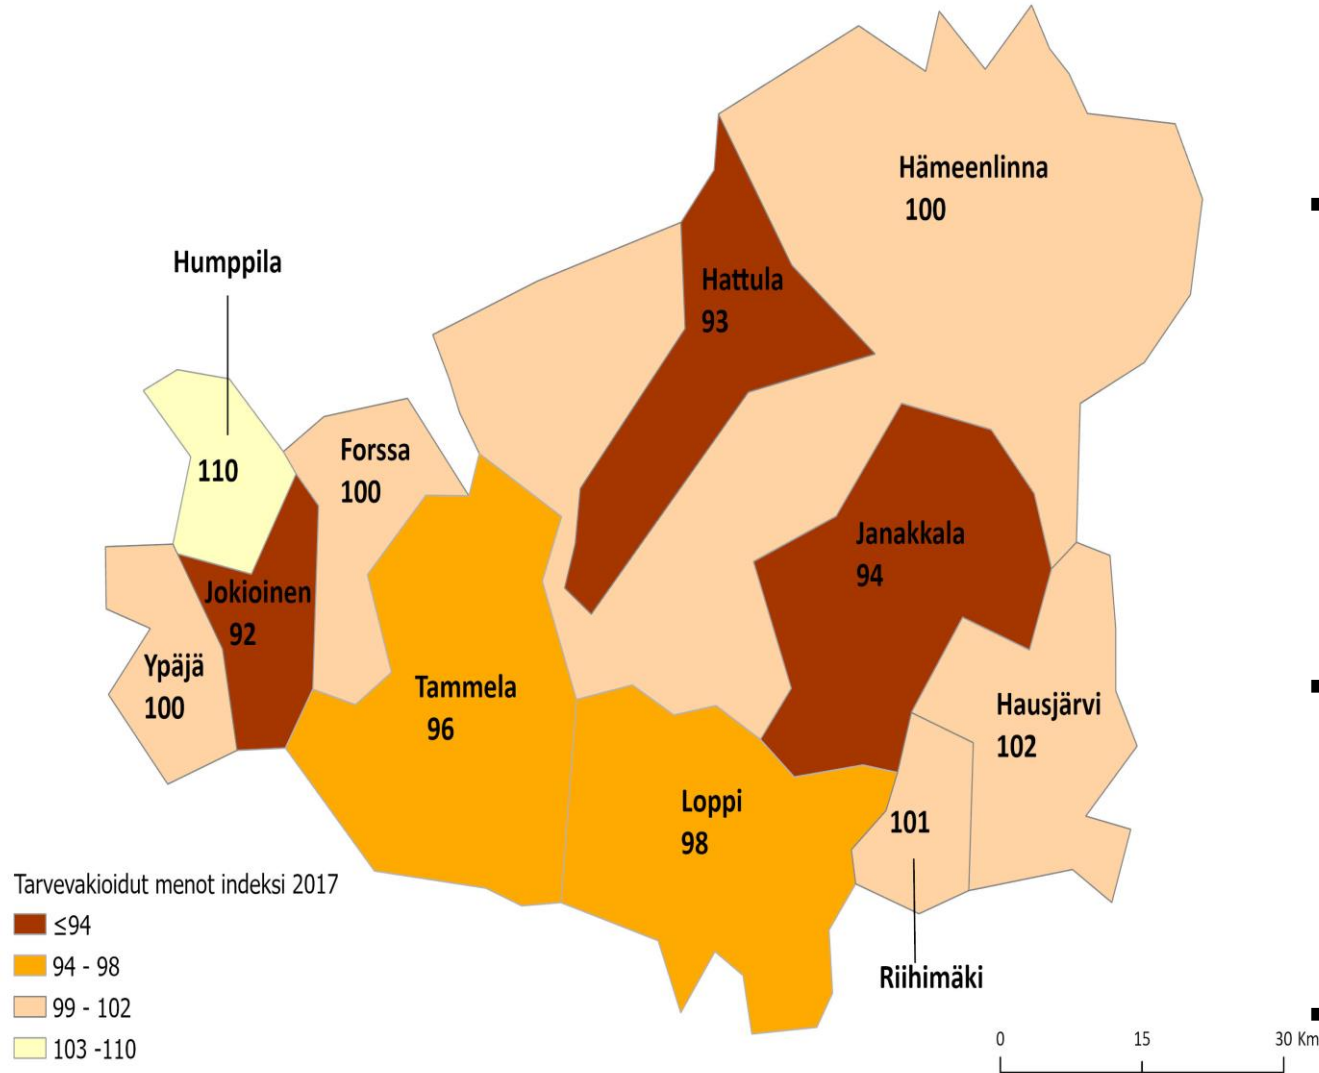 Hämeenlinna
100
Humppila
Hattula
93
Forssa
100
110
Janakkala
94
Jokioinen
92
Ypäjä
100
Tammela
96
Hausjärvi
102
Loppi
98
101
Riihimäki
Tarvevakioidut menot indeksi 2017
≤94
94 - 98
99 - 102
103 -110
0 15 30 Km